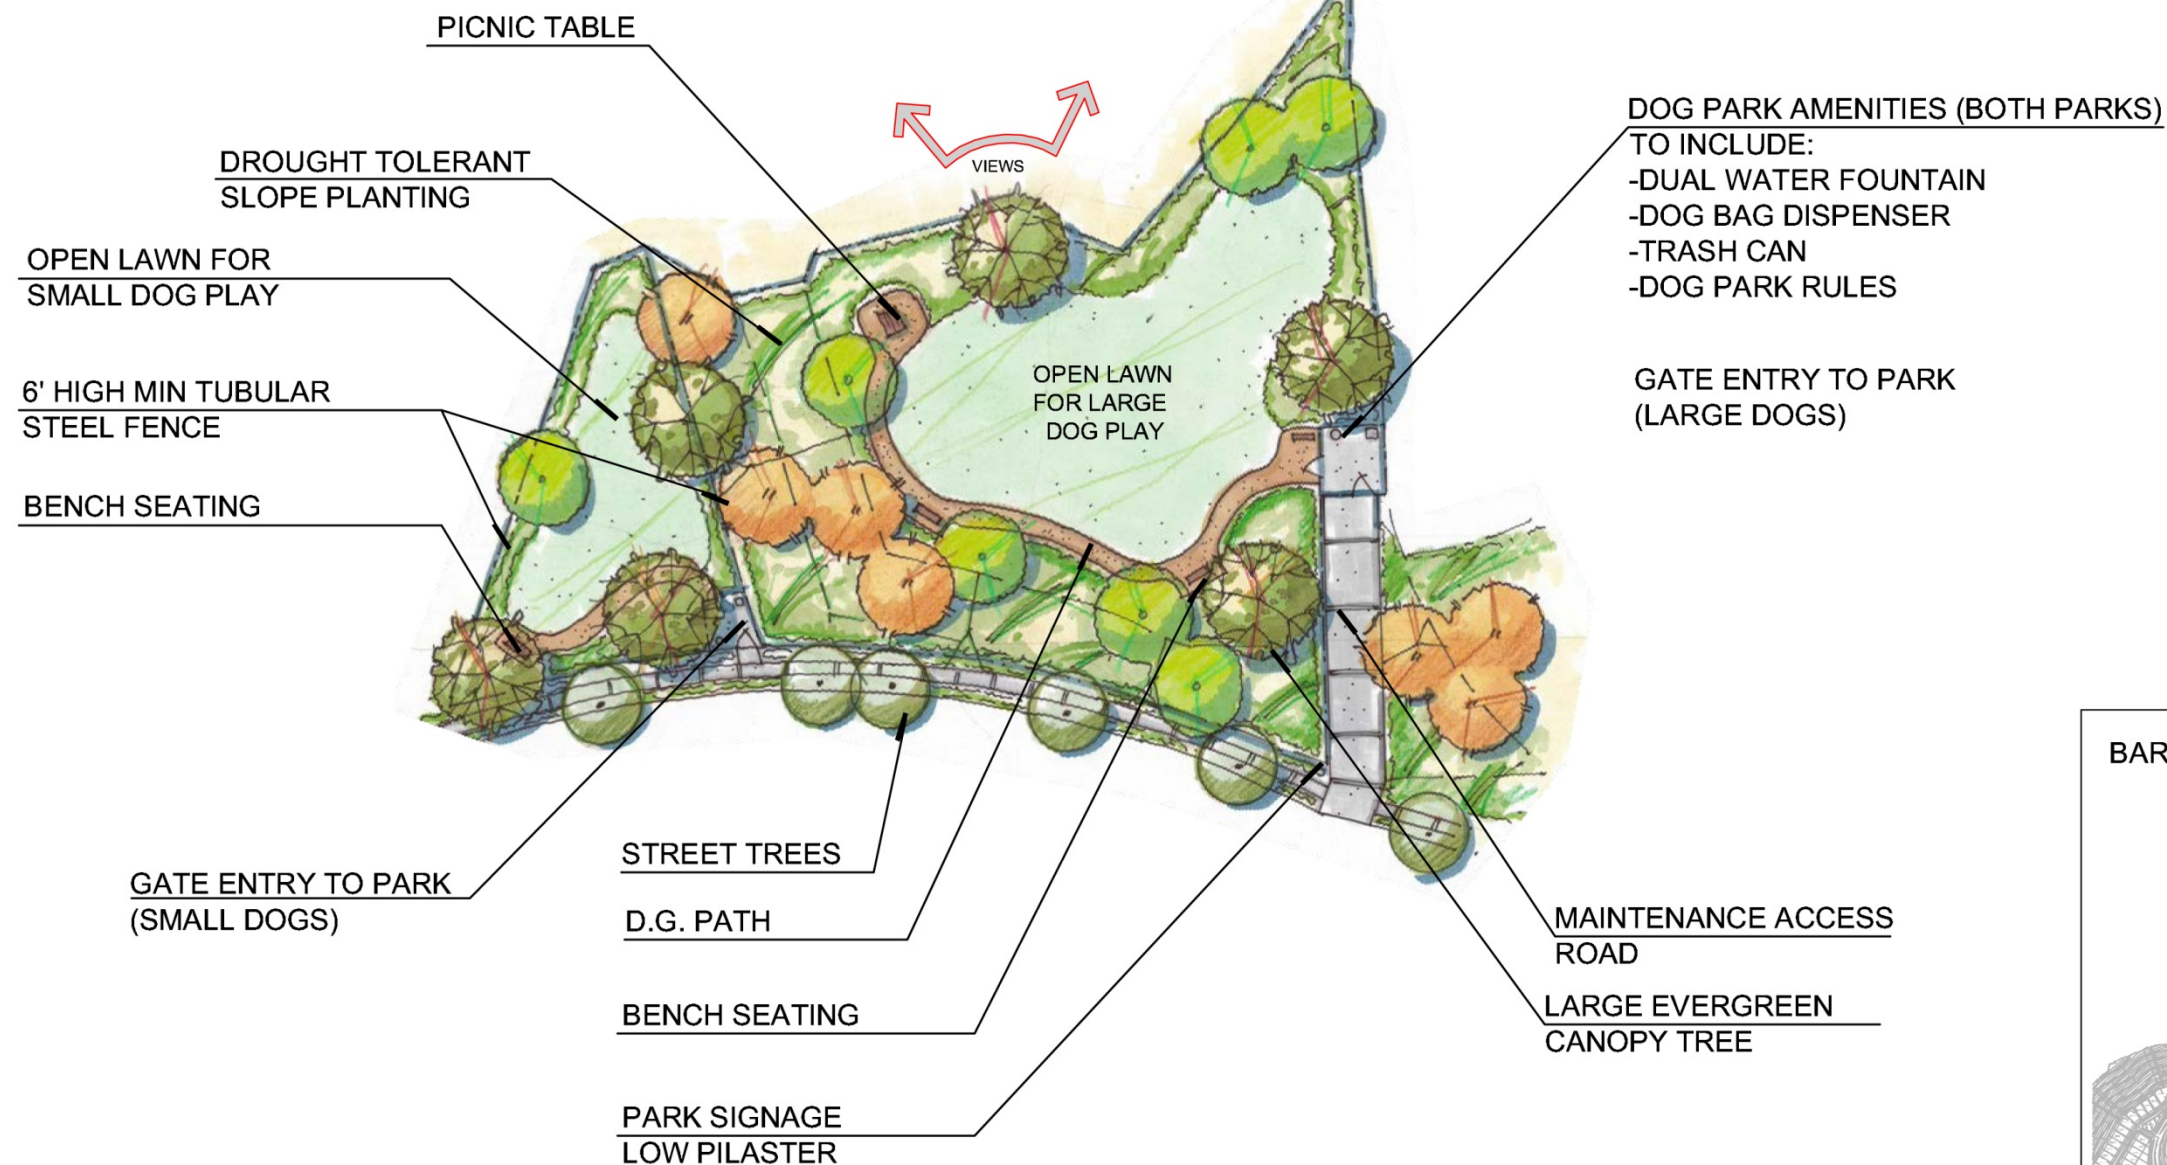 PICNIC TABLE
DROUGHT TOLERANT
SLOPE PLANTING
OPEN LAWN FOR
SMALL DOG PLAY
6' HIGH MIN TUBULAR
STEEL FENCE
BENCH SEATING
GATE ENTRY TO PARK
(SMALL DOGS)
VIEWS
OPEN LAWN
FOR LARGE
DOG PLAY
DOG PARK AMENITIES (BOTH PARKS)
TO INCLUDE:
-DUAL WATER FOUNTAIN
-DOG BAG DISPENSER
-TRASH CAN
-DOG PARK RULES
GATE ENTRY TO PARK
(LARGE DOGS)
STREET TREES
D.G. PATH
BENCH SEATING
PARK SIGNAGE
LOW PILASTER
MAINTENANCE ACCESS
ROAD
LARGE EVERGREEN
CANOPY TREE
BAR